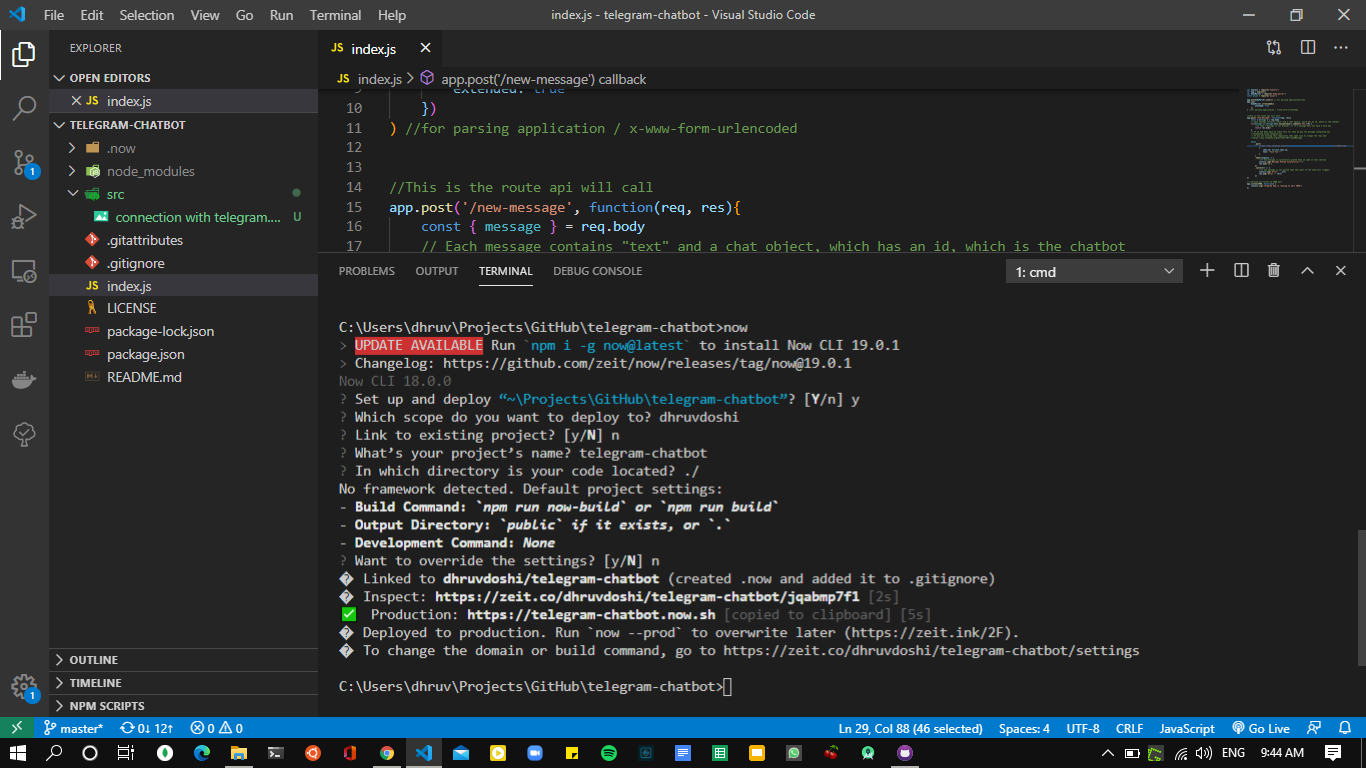 File Edit Selection View Go Run Terminal Help index.js - telegram-chatbot - Visual Studio Code
EXPLORER
OPEN EDITORS
JS index.js
TELEGRAM-CHATBOT
.now
node_modules
src
connection with telegram.... U
.gitattributes
.gitignore
JS index.js
LICENSE
package-lock.json
package.json
README.md
OUTLINE
TIMELINE
NPM SCRIPTS
1
1
JS index.js
JS index.js > app.post('/new-message') callback
9 extended: true
10 })
11 ) //for parsing application / x-www-form-urlencoded
12
13
14 //This is the route api will call
15 app.post('/new-message', function(req, res){
16 const { message } = req.body
17 // Each message contains "text" and a chat object, which has an id, which is the chatbot
PROBLEMS OUTPUT TERMINAL DEBUG CONSOLE 1: cmd
C:\Users\dhruv\Projects\GitHub\telegram-chatbot>now
> UPDATE AVAILABLE Run `npm i -g now@latest` to install Now CLI 19.0.1
> Changelog: https://github.com/zeit/now/releases/tag/now@19.0.1
Now CLI 18.0.0
? Set up and deploy “~\Projects\GitHub\telegram-chatbot”? [Y/n] y
? Which scope do you want to deploy to? dhruvdoshi
? Link to existing project? [y/N] n
? What’s your project’s name? telegram-chatbot
? In which directory is your code located? ./
No framework detected. Default project settings:
- Build Command: `npm run now-build` or `npm run build`
- Output Directory: `public` if it exists, or `.`
- Development Command: None
? Want to override the settings? [y/N] n
� Linked to dhruvdoshi/telegram-chatbot (created .now and added it to .gitignore)
� Inspect: https://zeit.co/dhruvdoshi/telegram-chatbot/jqabmp7f1 [2s]
✅ Production: https://telegram-chatbot.now.sh [copied to clipboard] [5s]
� Deployed to production. Run `now --prod` to overwrite later (https://zeit.ink/2F).
� To change the domain or build command, go to https://zeit.co/dhruvdoshi/telegram-chatbot/settings
C:\Users\dhruv\Projects\GitHub\telegram-chatbot>
master* 0↓ 12↑ 0 0 Ln 29, Col 88 (46 selected) Spaces: 4 UTF-8 CRLF JavaScript Go Live
ENG 9:44 AM